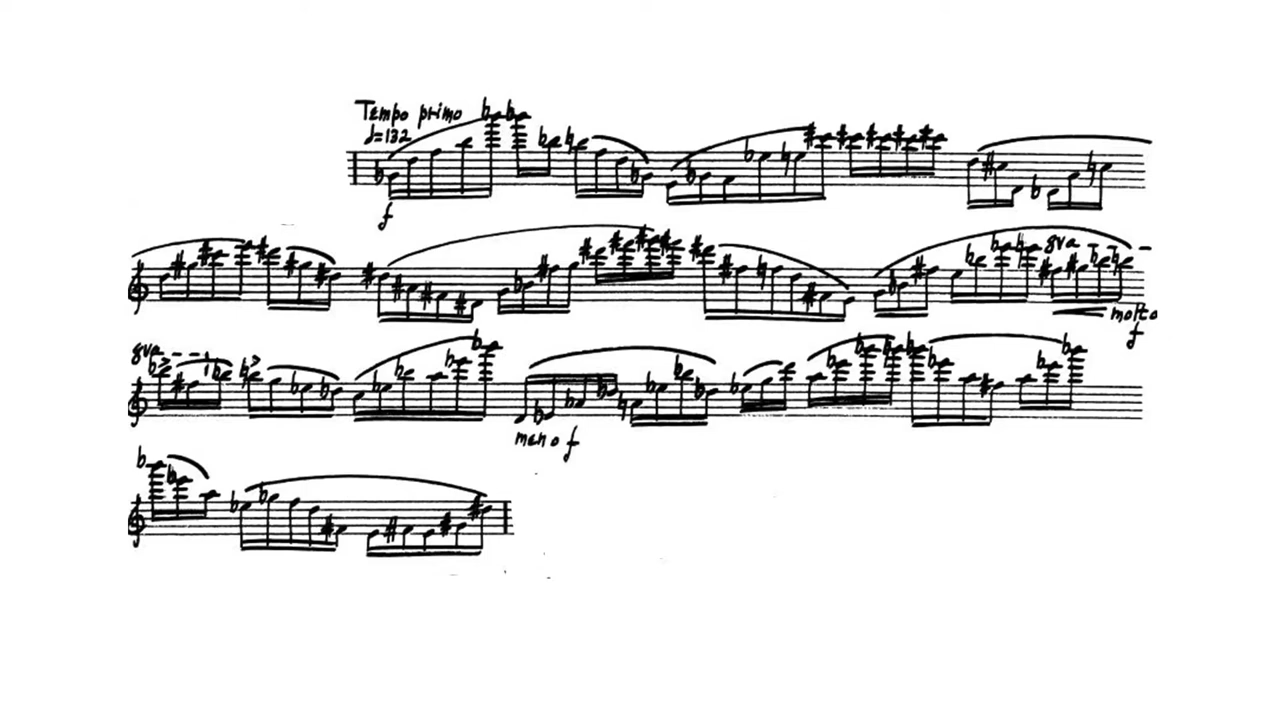 Tempo primo
♩=132
f
8va
molto
f
8va
meno f